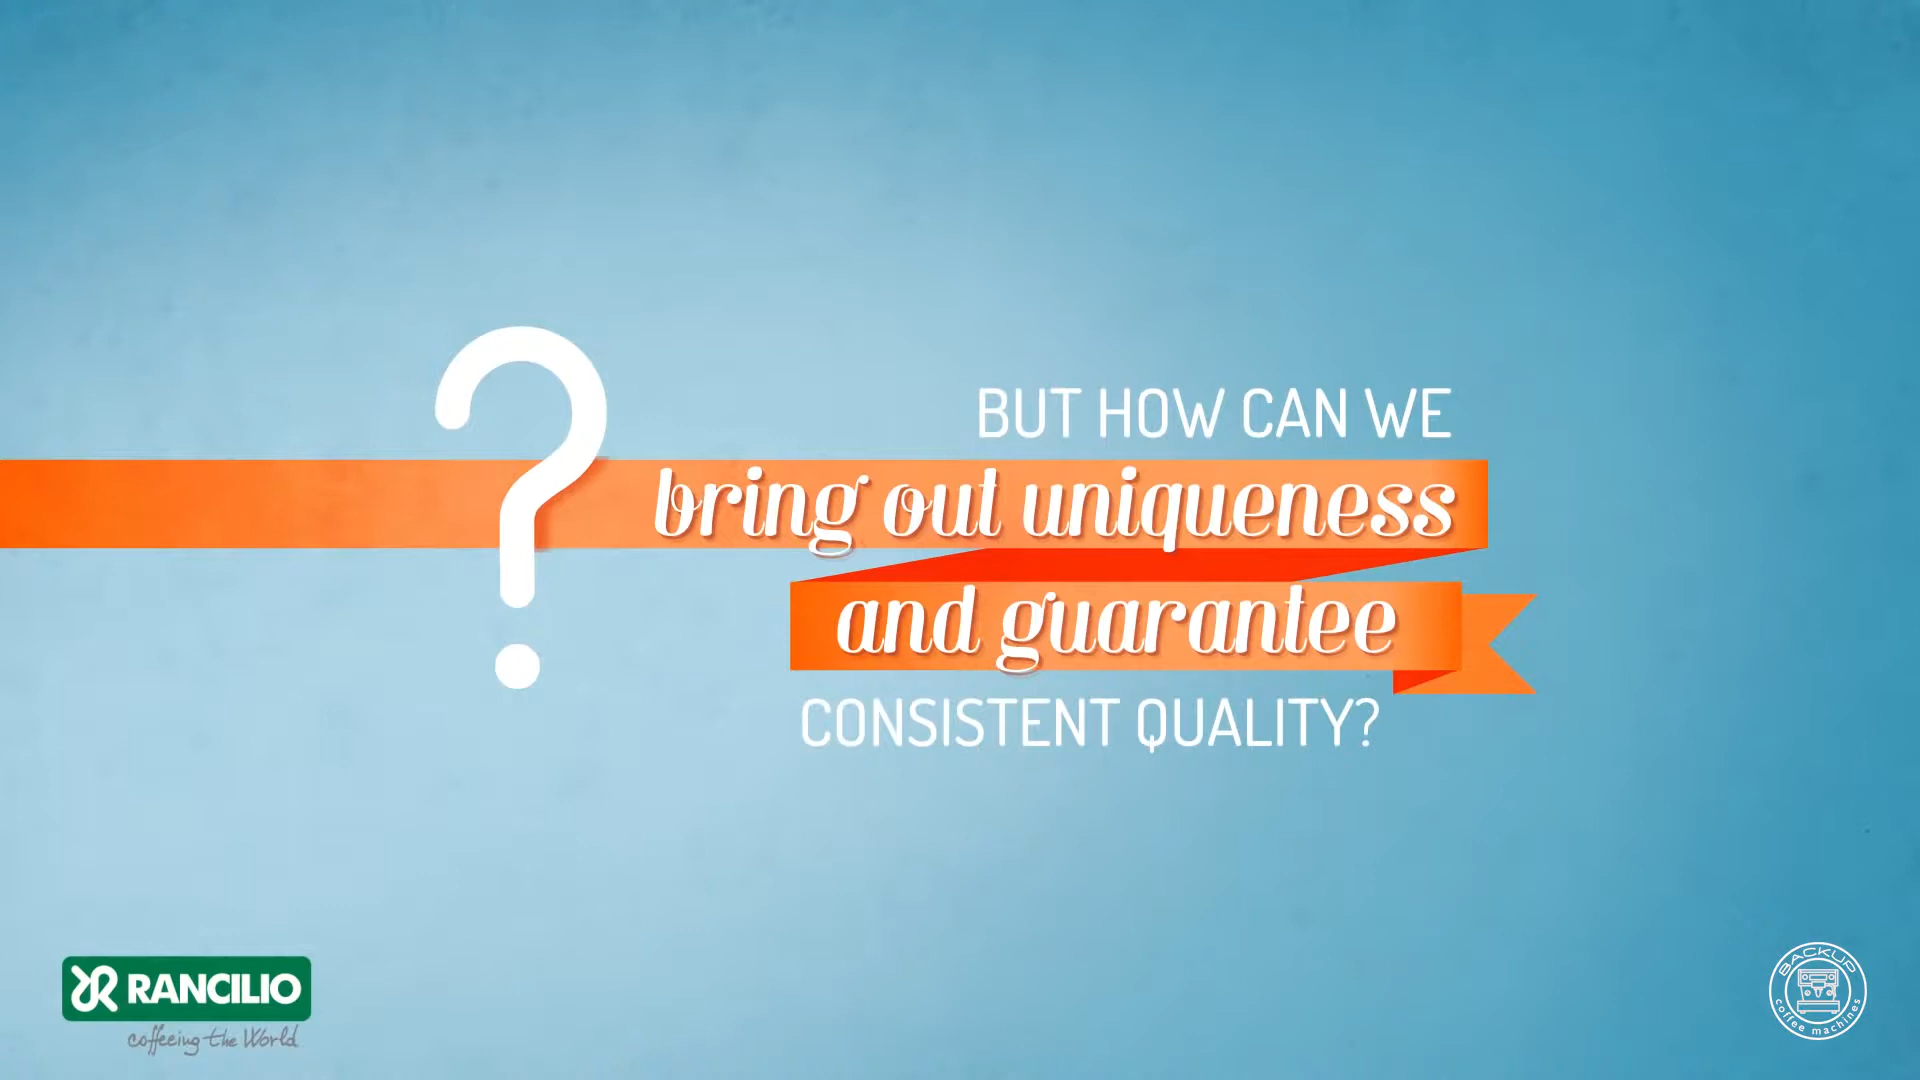 BUT HOW CAN WE
bring out uniqueness
and guarantee
CONSISTENT QUALITY?
?
RANCILIO
coffeeing the World
BACKUP
coffee machines